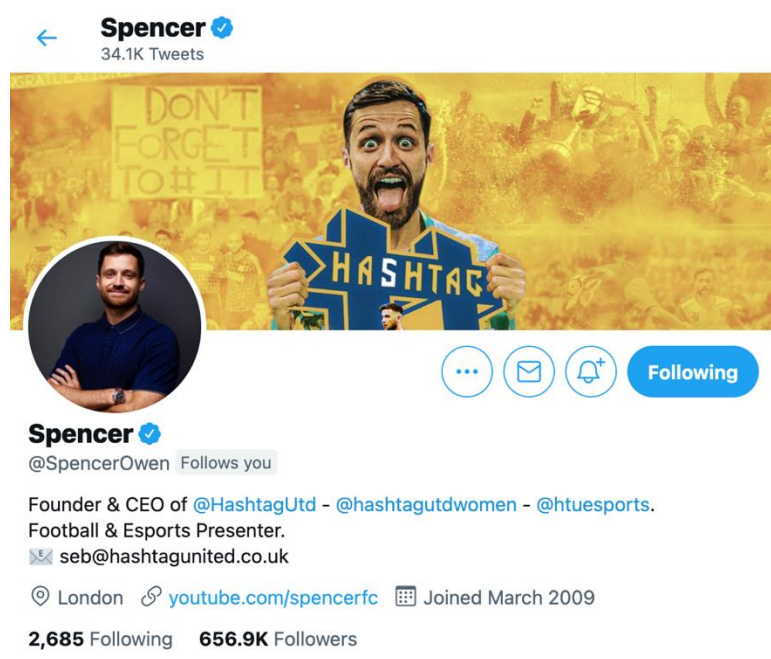 Spencer
34.1K Tweets
DON'T
FORGET
HASHTAG
Following
Spencer
@SpencerOwen Follows you
Founder & CEO of @HashtagUtd - @hashtagutdwomen - @htuesports.
Football & Esports Presenter.
📧 seb@hashtagunited.co.uk
London youtube.com/spencerfc Joined March 2009
2,685 Following 656.9K Followers